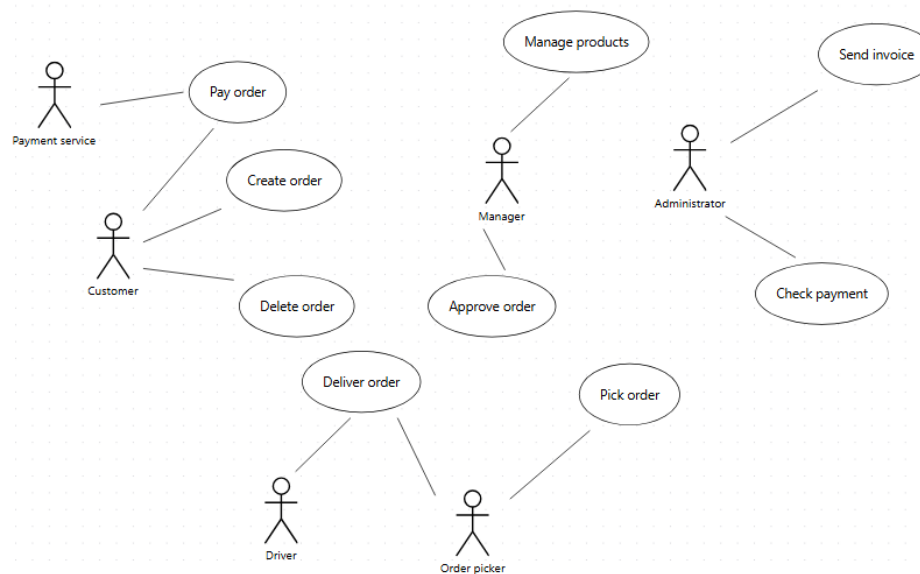 Manage products
Send invoice
Pay order
Payment service
Create order
Manager
Administrator
Customer
Delete order
Approve order
Check payment
Deliver order
Pick order
Driver
Order picker